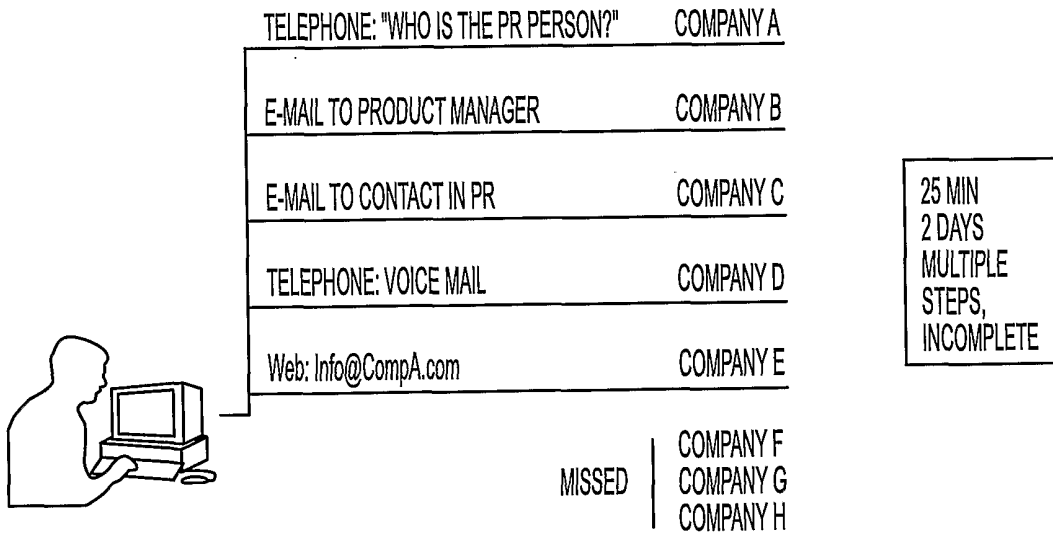 TELEPHONE: "WHO IS THE PR PERSON?" COMPANY A
E-MAIL TO PRODUCT MANAGER COMPANY B
E-MAIL TO CONTACT IN PR COMPANY C
TELEPHONE: VOICE MAIL COMPANY D
Web: Info@CompA.com COMPANY E
MISSED
COMPANY F
COMPANY G
COMPANY H
25 MIN
2 DAYS
MULTIPLE
STEPS,
INCOMPLETE